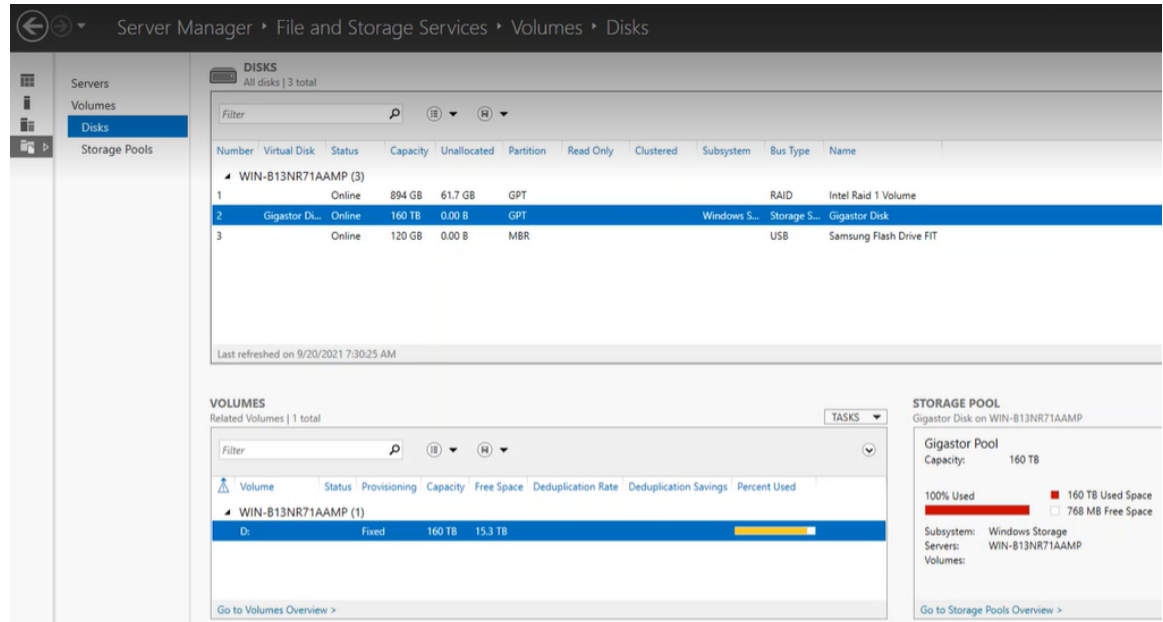 Server Manager ‣ File and Storage Services ‣ Volumes ‣ Disks
Servers
Volumes
Disks
Storage Pools
DISKS
All disks | 3 total
Filter
Number Virtual Disk Status Capacity Unallocated Partition Read Only Clustered Subsystem Bus Type Name
WIN-B13NR71AAMP (3)
1 Online 894 GB 61.7 GB GPT RAID Intel Raid 1 Volume
2 Gigastor Di... Online 160 TB 0.00 B GPT Windows S... Storage S... Gigastor Disk
3 Online 120 GB 0.00 B MBR USB Samsung Flash Drive FIT
Last refreshed on 9/20/2021 7:30:25 AM
VOLUMES
Related Volumes | 1 total
TASKS
Filter
Volume Status Provisioning Capacity Free Space Deduplication Rate Deduplication Savings Percent Used
WIN-B13NR71AAMP (1)
D: Fixed 160 TB 15.3 TB
Go to Volumes Overview >
STORAGE POOL
Gigastor Disk on WIN-B13NR71AAMP
Gigastor Pool
Capacity: 160 TB
100% Used 160 TB Used Space
768 MB Free Space
Subsystem: Windows Storage
Servers: WIN-B13NR71AAMP
Volumes:
Go to Storage Pools Overview >